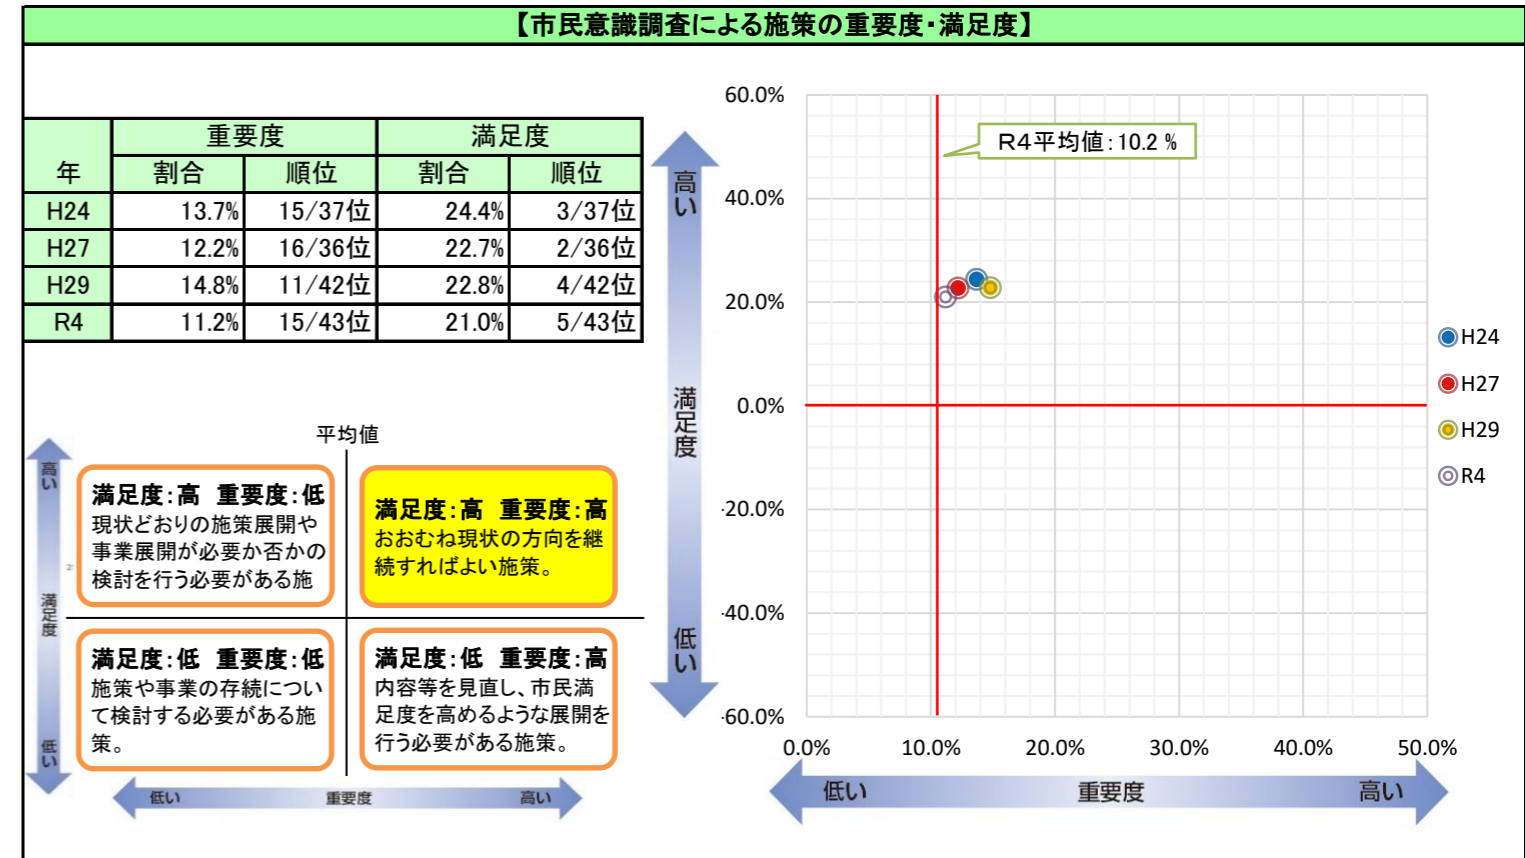 【市民意識調査による施策の重要度・満足度】
年 重要度 満足度
割合 順位 割合 順位
H24 13.7% 15/37位 24.4% 3/37位
H27 12.2% 16/36位 22.7% 2/36位
H29 14.8% 11/42位 22.8% 4/42位
R4 11.2% 15/43位 21.0% 5/43位
平均値
高い
満足度
低い
満足度:高 重要度:低
現状どおりの施策展開や
事業展開が必要か否かの
検討を行う必要がある施
満足度:高 重要度:高
おおむね現状の方向を継
続すればよい施策。
満足度:低 重要度:低
施策や事業の存続につい
て検討する必要がある施
策。
満足度:低 重要度:高
内容等を見直し、市民満
足度を高めるような展開を
行う必要がある施策。
低い 重要度 高い
高い
満足度
低い
60.0%
40.0%
20.0%
0.0%
-20.0%
-40.0%
-60.0%
R4平均値:10.2 %
0.0% 10.0% 20.0% 30.0% 40.0% 50.0%
低い 重要度 高い
H24
H27
H29
R4